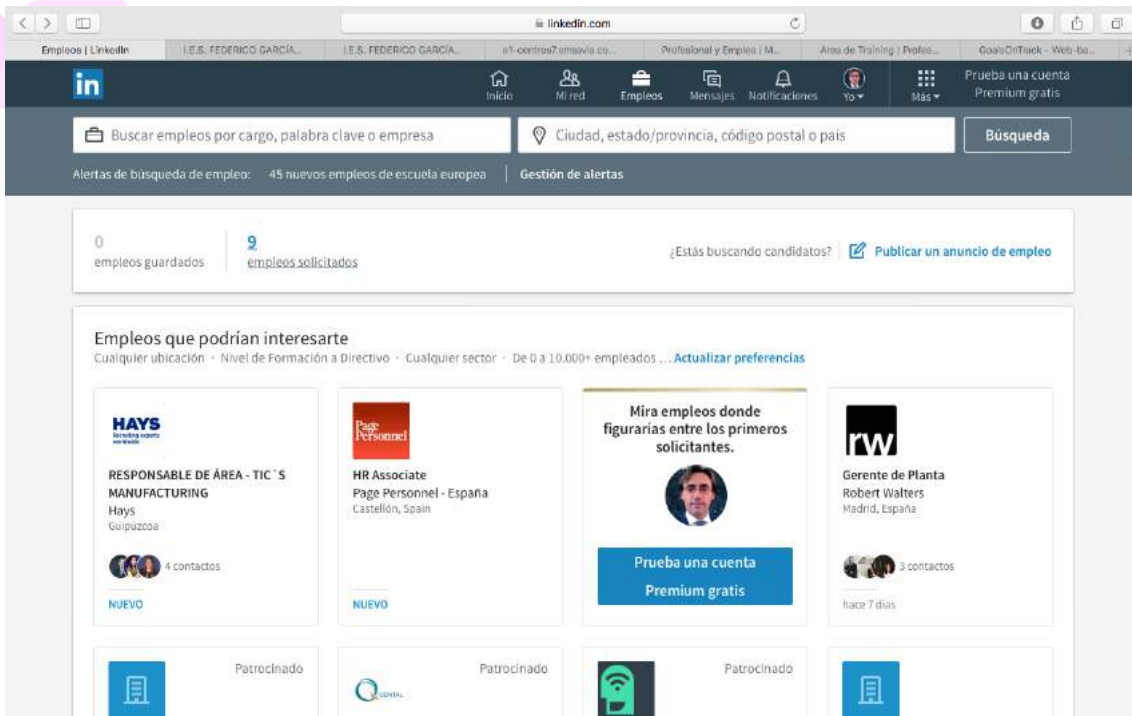 linkedin.com
Empleos | LinkedIn
I.E.S. FEDERICO GARCÍA...
I.E.S. FEDERICO GARCÍA...
Profesional y Empleo | M...
Area de Training | Profes...
GoalsOnTrack - Web-ba...
in
Inicio
Mi red
Empleos
Mensajes
Notificaciones
Yo
Más
Prueba una cuenta
Premium gratis
Buscar empleos por cargo, palabra clave o empresa
Ciudad, estado/provincia, código postal o país
Búsqueda
Alertas de búsqueda de empleo: 45 nuevos empleos de escuela europea Gestión de alertas
0
empleos guardados
9
empleos solicitados
¿Estás buscando candidatos? Publicar un anuncio de empleo
Empleos que podrían interesarte
Cualquier ubicación · Nivel de Formación a Directivo · Cualquier sector · De 0 a 10.000+ empleados ... Actualizar preferencias
HAYS
Recruiting experts
worldwide
RESPONSABLE DE ÁREA - TIC`S
MANUFACTURING
Hays
Guipúzcoa
4 contactos
NUEVO
Page
Personnel
HR Associate
Page Personnel - España
Castellón, Spain
NUEVO
Mira empleos donde
figurarías entre los primeros
solicitantes.
Prueba una cuenta
Premium gratis
rw
Gerente de Planta
Robert Walters
Madrid, España
3 contactos
hace 7 días
Patrocinado
Patrocinado
Patrocinado